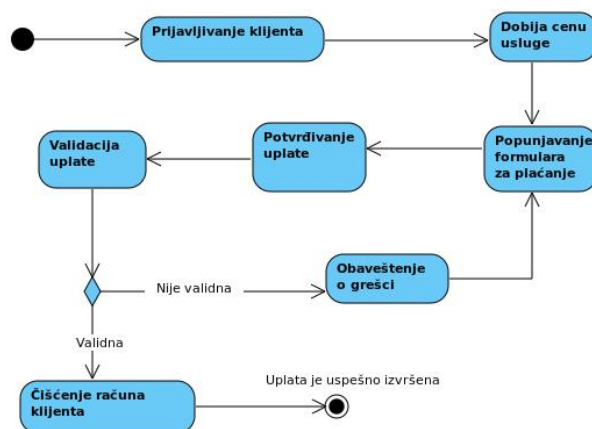 Prijavljivanje klijenta
Dobija cenu
usluge
Validacija
uplate
Potvrđivanje
uplate
Popunjavanje
formulara
za plaćanje
Obaveštenje
o grešci
Nije validna
Validna
Čišćenje računa
klijenta
Uplata je uspešno izvršena